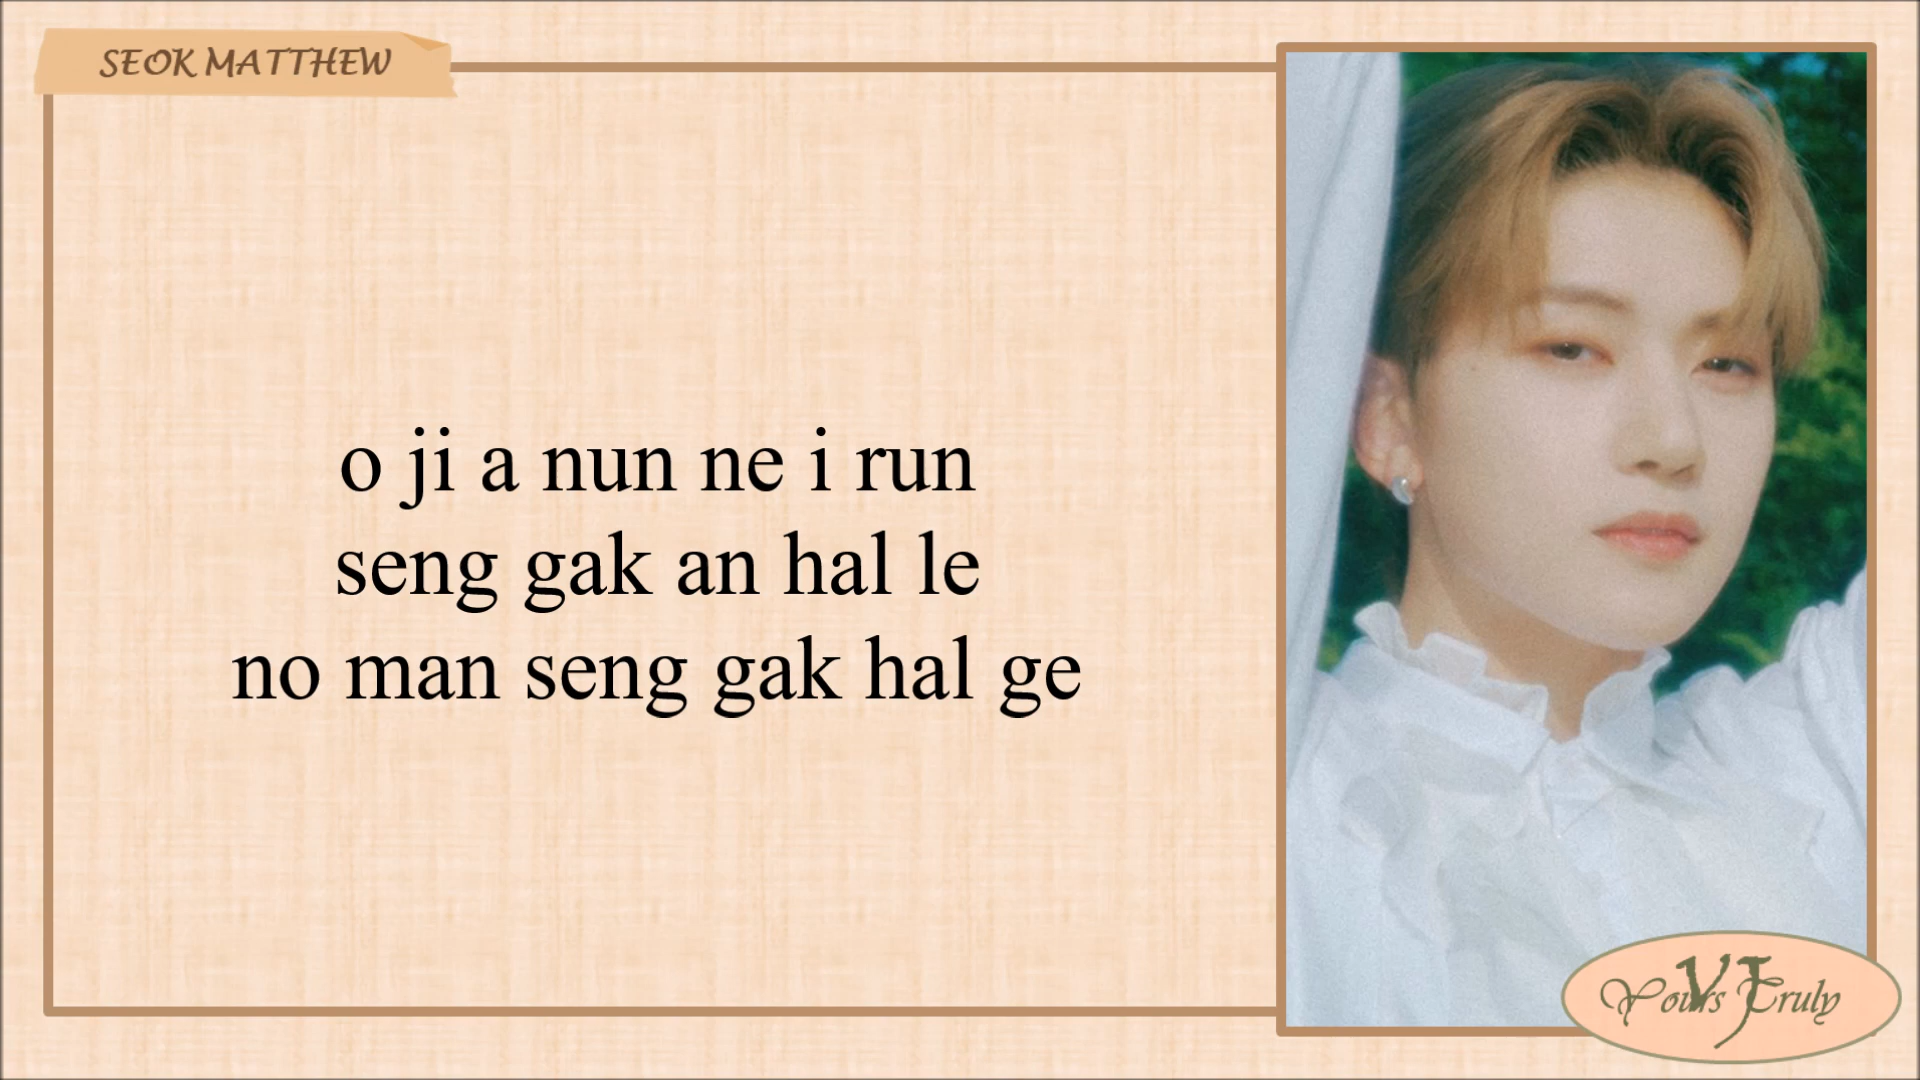 SEOK MATTHEW
o ji a nun ne i run
seng gak an hal le
no man seng gak hal ge
Yours Truly
VJ